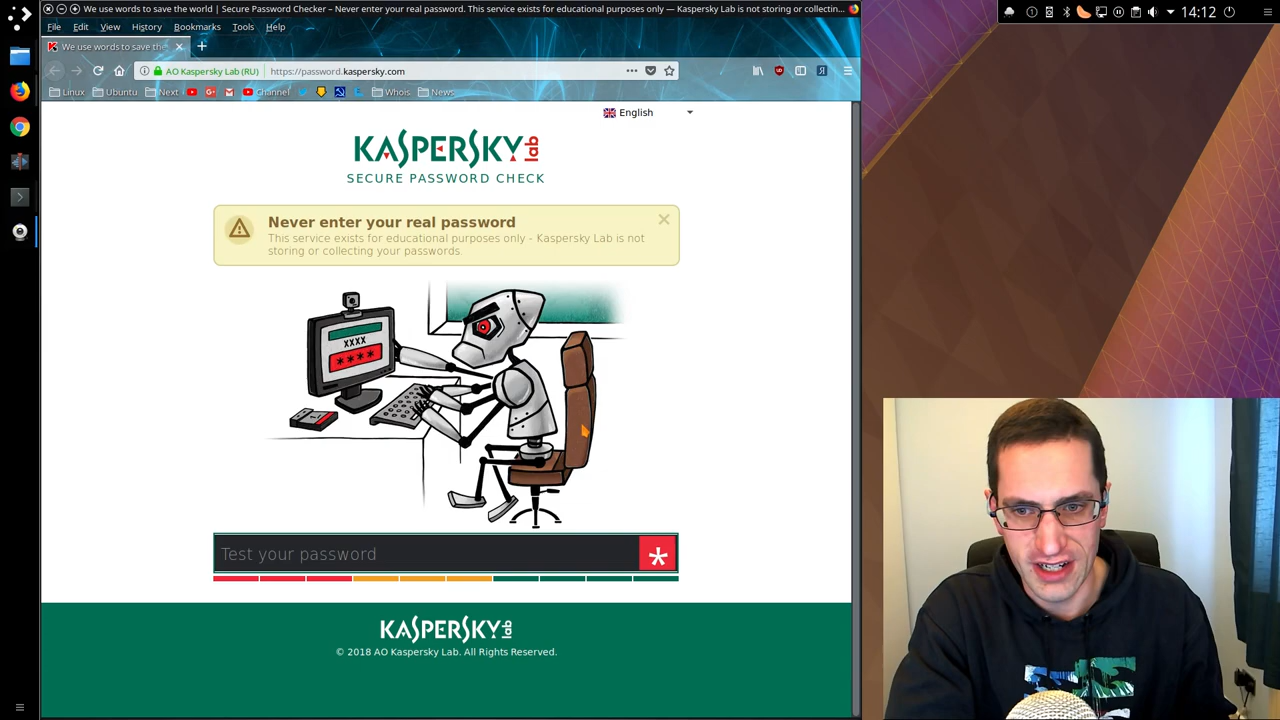 We use words to save the world | Secure Password Checker – Never enter your real password. This service exists for educational purposes only — Kaspersky Lab is not storing or collectin...
14:12
File Edit View History Bookmarks Tools Help
We use words to save the
AO Kaspersky Lab (RU) https://password.kaspersky.com
Linux Ubuntu Next Channel Whois News
English
KASPERSKY lab
SECURE PASSWORD CHECK
Never enter your real password
This service exists for educational purposes only - Kaspersky Lab is not
storing or collecting your passwords.
XXXX
****
Test your password
*
KASPERSKY lab
© 2018 AO Kaspersky Lab. All Rights Reserved.